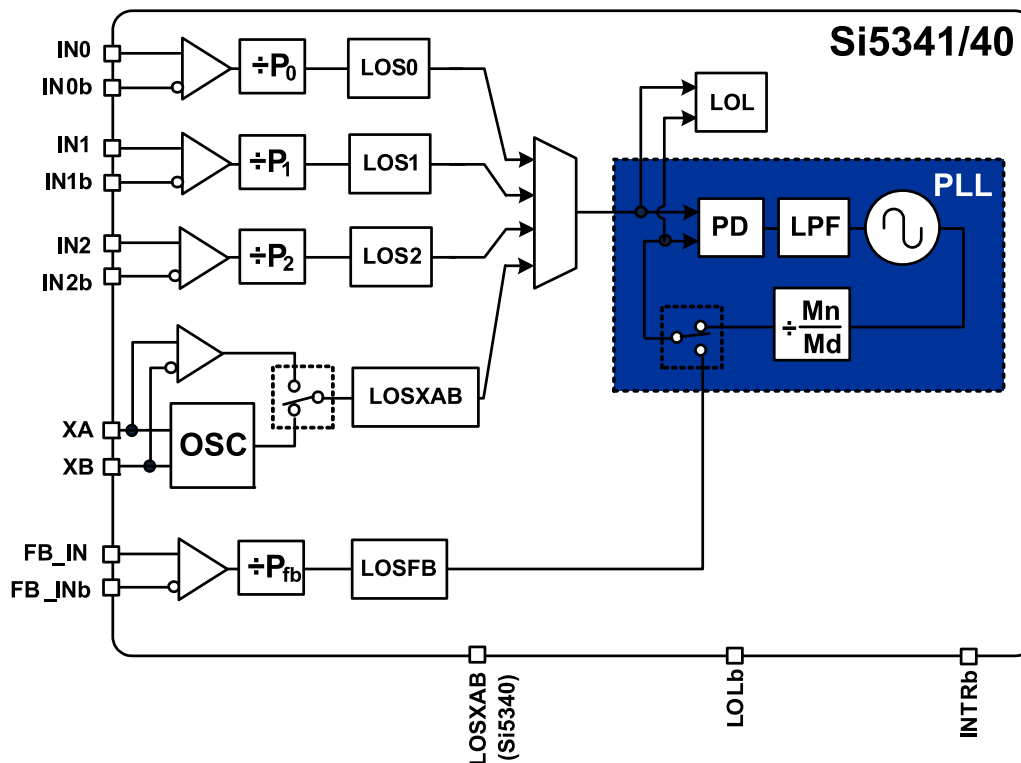 Si5341/40
IN0
IN0b
÷P0
LOS0
LOL
IN1
IN1b
÷P1
LOS1
PLL
PD
LPF
IN2
IN2b
÷P2
LOS2
÷Mn
Md
LOSXAB
XA
XB
OSC
FB_IN
FB_INb
÷Pfb
LOSFB
LOSXAB
(Si5340)
LOLb
INTRb